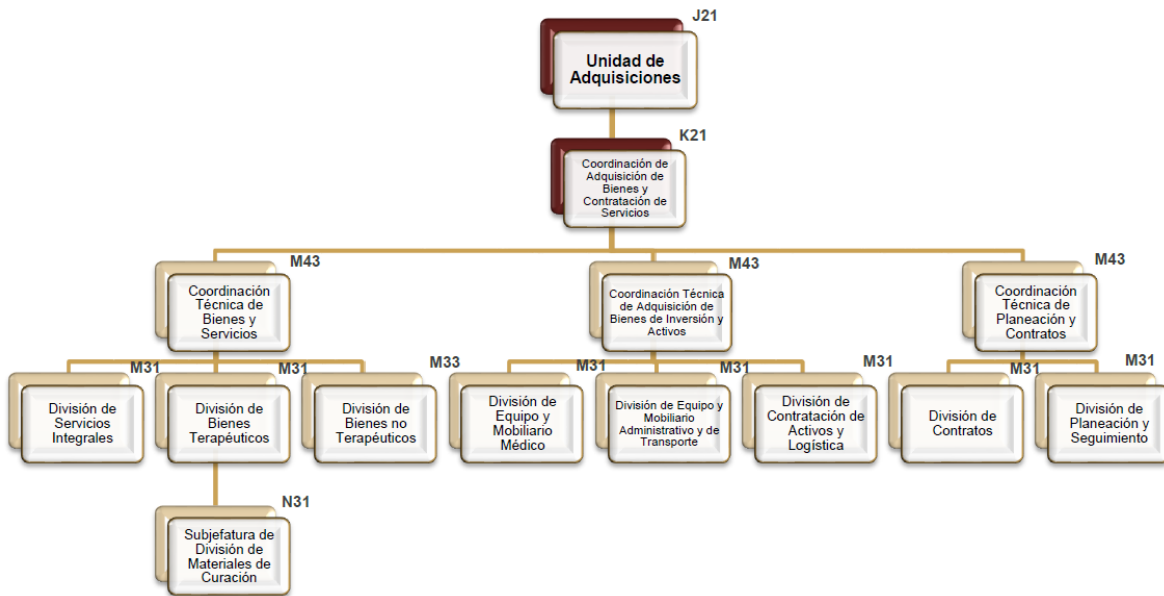 J21
Unidad de
Adquisiciones
K21
Coordinación de
Adquisición de
Bienes y
Contratación de
Servicios
M43
Coordinación
Técnica de
Bienes y
Servicios
M43
Coordinación Técnica
de Adquisición de
Bienes de Inversión y
Activos
M43
Coordinación
Técnica de
Planeación y
Contratos
M31
División de
Servicios
Integrales
M31
División de
Bienes
Terapéuticos
M33
División de
Bienes no
Terapéuticos
M31
División de
Equipo y
Mobiliario
Médico
M31
División de Equipo y
Mobiliario
Administrativo y de
Transporte
M31
División de
Contratación de
Activos y
Logística
M31
División de
Contratos
M31
División de
Planeación y
Seguimiento
N31
Subjefatura de
División de
Materiales de
Curación